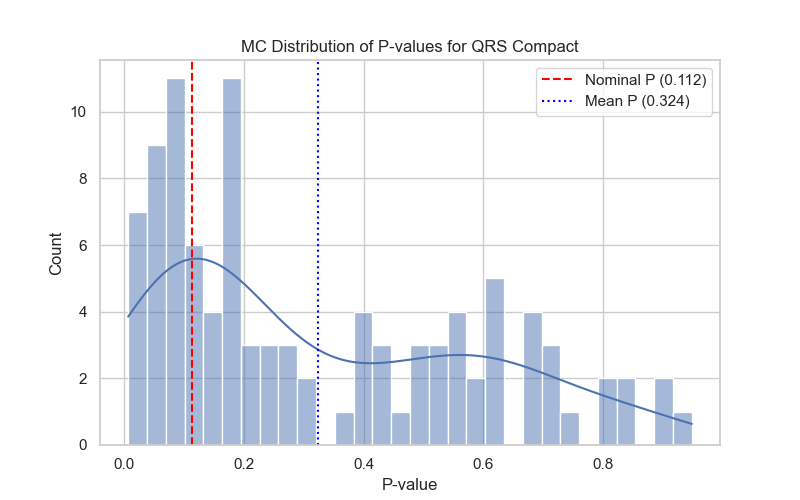 MC Distribution of P-values for QRS Compact
Nominal P (0.112)
Mean P (0.324)
10
8
6
4
2
0
Count
0.0 0.2 0.4 0.6 0.8
P-value